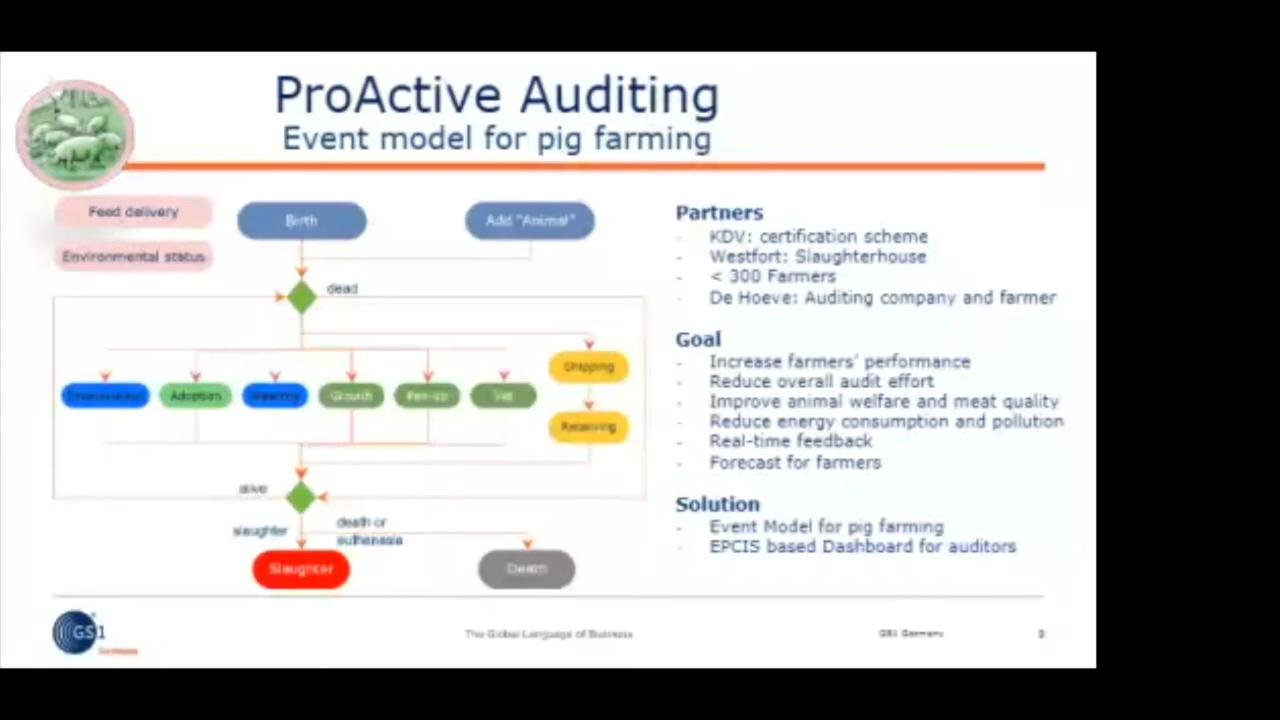 ProActive Auditing
Event model for pig farming
Feed delivery
Environmental status
Birth
Add "Animal"
dead
Shipping
Adoption
Growth
Receiving
alive
slaughter
death or
euthanasia
Slaughter
Death
Partners
- KDV: certification scheme
- Westfort: Slaughterhouse
- < 300 Farmers
- De Hoeve: Auditing company and farmer
Goal
- Increase farmers' performance
- Reduce overall audit effort
- Improve animal welfare and meat quality
- Reduce energy consumption and pollution
- Real-time feedback
- Forecast for farmers
Solution
- Event Model for pig farming
- EPCIS based Dashboard for auditors
GS1
The Global Language of Business
GS1 Germany